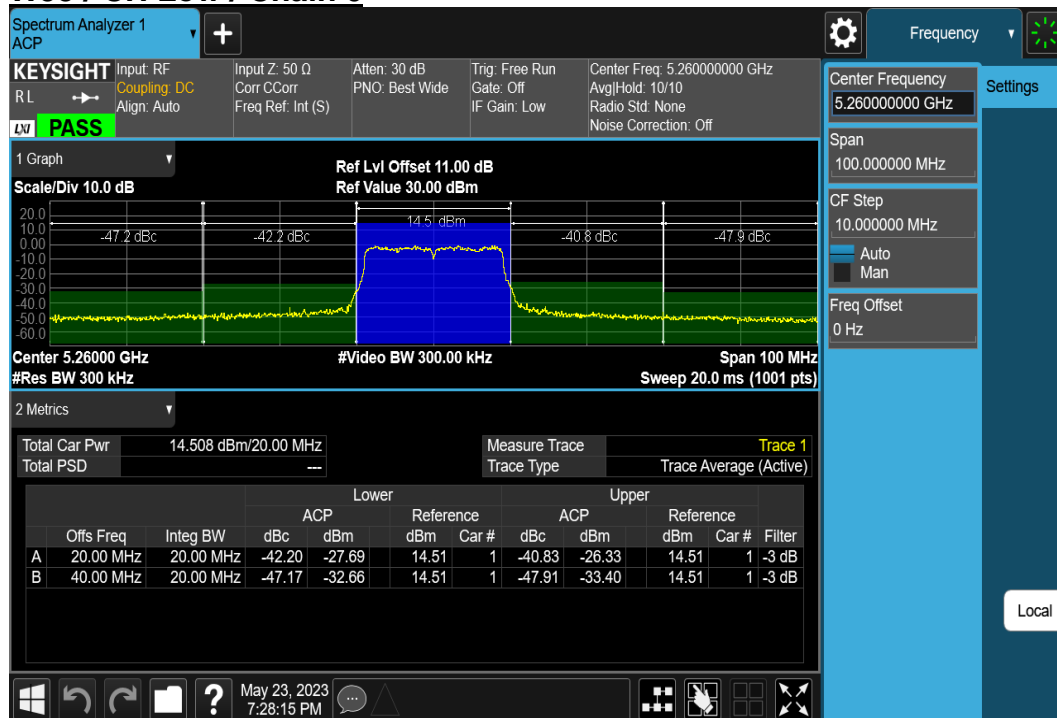 Spectrum Analyzer 1
ACP
Frequency
KEYSIGHT
RL
LXI
PASS
Input: RF
Coupling: DC
Align: Auto
Input Z: 50 Ω
Corr CCorr
Freq Ref: Int (S)
Atten: 30 dB
PNO: Best Wide
Trig: Free Run
Gate: Off
IF Gain: Low
Center Freq: 5.260000000 GHz
Avg|Hold: 10/10
Radio Std: None
Noise Correction: Off
Center Frequency
5.260000000 GHz
Settings
Span
100.000000 MHz
CF Step
10.000000 MHz
Auto
Man
Freq Offset
0 Hz
1 Graph
Ref Lvl Offset 11.00 dB
Scale/Div 10.0 dB
Ref Value 30.00 dBm
20.0
10.0
0.00
-10.0
-20.0
-30.0
-40.0
-50.0
-60.0
-47.2 dBc
-42.2 dBc
14.5 dBm
-40.8 dBc
-47.9 dBc
Center 5.26000 GHz
#Video BW 300.00 kHz
Span 100 MHz
#Res BW 300 kHz
Sweep 20.0 ms (1001 pts)
2 Metrics
Total Car Pwr 14.508 dBm/20.00 MHz
Measure Trace Trace 1
Total PSD ---
Trace Type Trace Average (Active)
Lower Upper
ACP Reference ACP Reference
Offs Freq Integ BW dBc dBm dBm Car # dBc dBm dBm Car # Filter
A 20.00 MHz 20.00 MHz -42.20 -27.69 14.51 1 -40.83 -26.33 14.51 1 -3 dB
B 40.00 MHz 20.00 MHz -47.17 -32.66 14.51 1 -47.91 -33.40 14.51 1 -3 dB
Local
May 23, 2023
7:28:15 PM